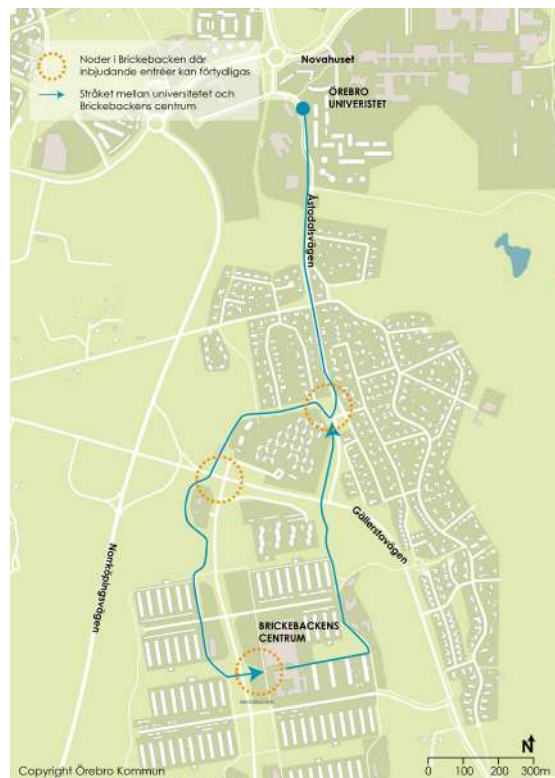 Noder i Brickebacken där
inbjudande entréer kan förtydligas
Stråket mellan universitetet och
Brickebackens centrum
Novahuset
ÖREBRO
UNIVERISTET
Åstadalsvägen
Gällerstavägen
Norrköpingsvägen
BRICKEBACKENS
CENTRUM
N
0 100 200 300m
Copyright Örebro Kommun